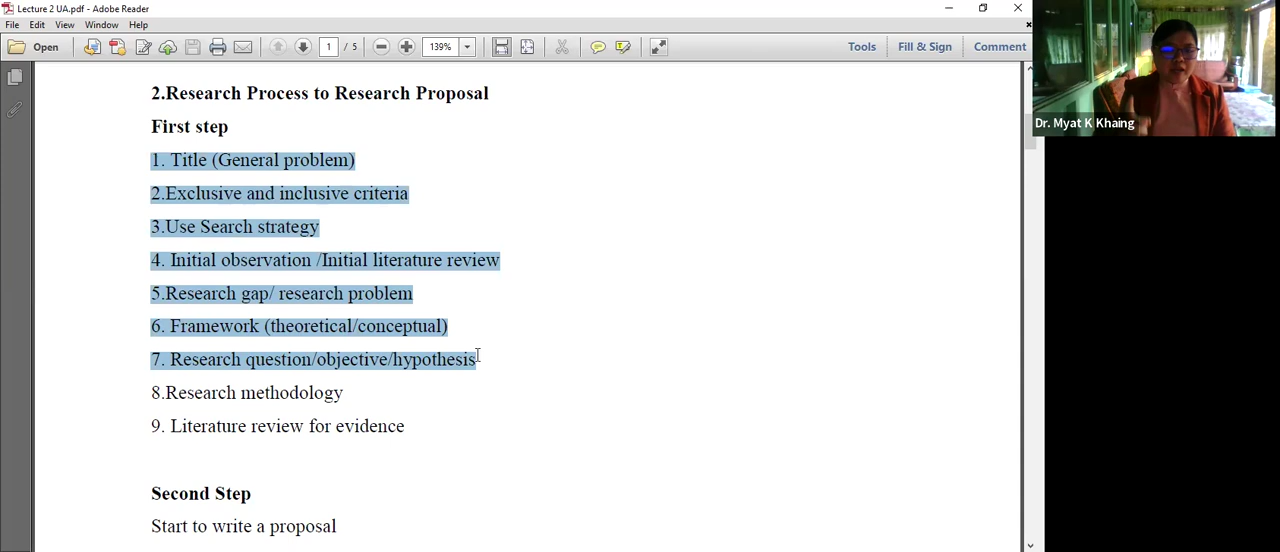 Lecture 2 UA.pdf - Adobe Reader
File Edit View Window Help
Open 1 / 5 139% Tools Fill & Sign Comment
2.Research Process to Research Proposal
First step
1. Title (General problem)
2.Exclusive and inclusive criteria
3.Use Search strategy
4. Initial observation /Initial literature review
5.Research gap/ research problem
6. Framework (theoretical/conceptual)
7. Research question/objective/hypothesis
8.Research methodology
9. Literature review for evidence
Second Step
Start to write a proposal
Dr. Myat K Khaing